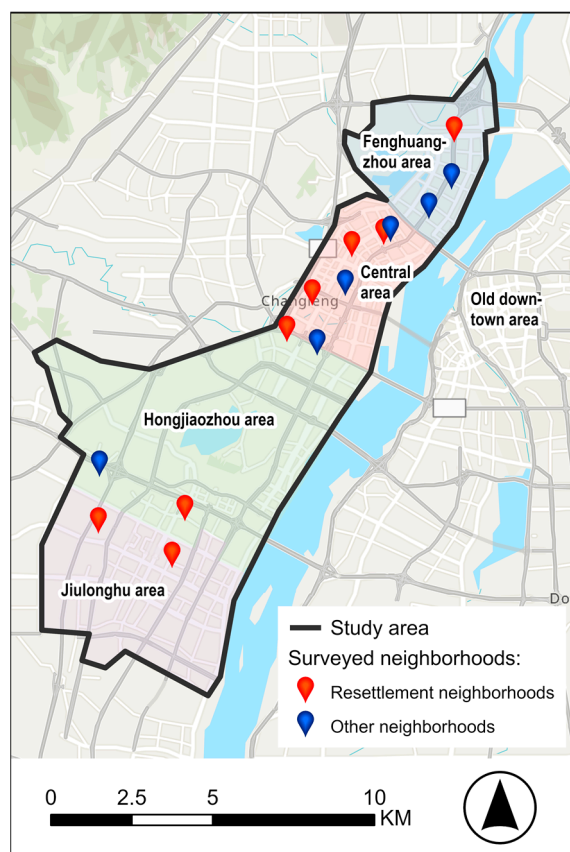 Fenghuang-
zhou area
Central
area
Changleng
Old down-
town area
Hongjiaozhou area
Jiulonghu area
Do
Study area
Surveyed neighborhoods:
Resettlement neighborhoods
Other neighborhoods
0 2.5 5 10
KM